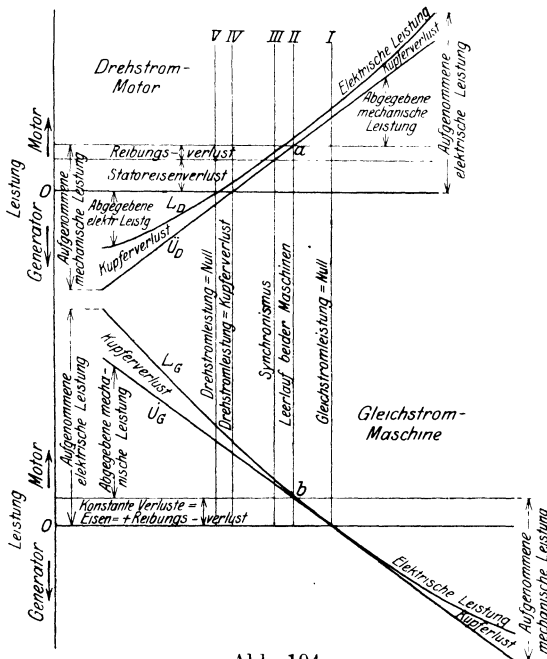 V IV III II I
Drehstrom-
Motor
Elektrische Leistung
Kupferverlust
Abgegebene
mechanische
Leistung
Aufgenommene
elektrische Leistung
a
Reibungs-verlust
Statoreisenverlust
Leistung
Generator
Motor
0
Aufgenommene
mechanische Leistung
Abgegebene
elektr. Leistg
L_D
Kupferverlust
Ü_D
Drehstromleistung = Null
Drehstromleistung = Kupferverlust
Synchronismus
Leerlauf beider Maschinen
Gleichstromleistung = Null
L_G
Kupferverlust
Ü_G
Aufgenommene
elektrische Leistung
Abgegebene mecha-
nische Leistung
Gleichstrom-
Maschine
b
Konstante Verluste =
Eisen= + Reibungs-verlust
Leistung
Generator
Motor
0
Elektrische Leistung
Kupferverlust
Aufgenommene
mechanische Leistung
Abb. 194